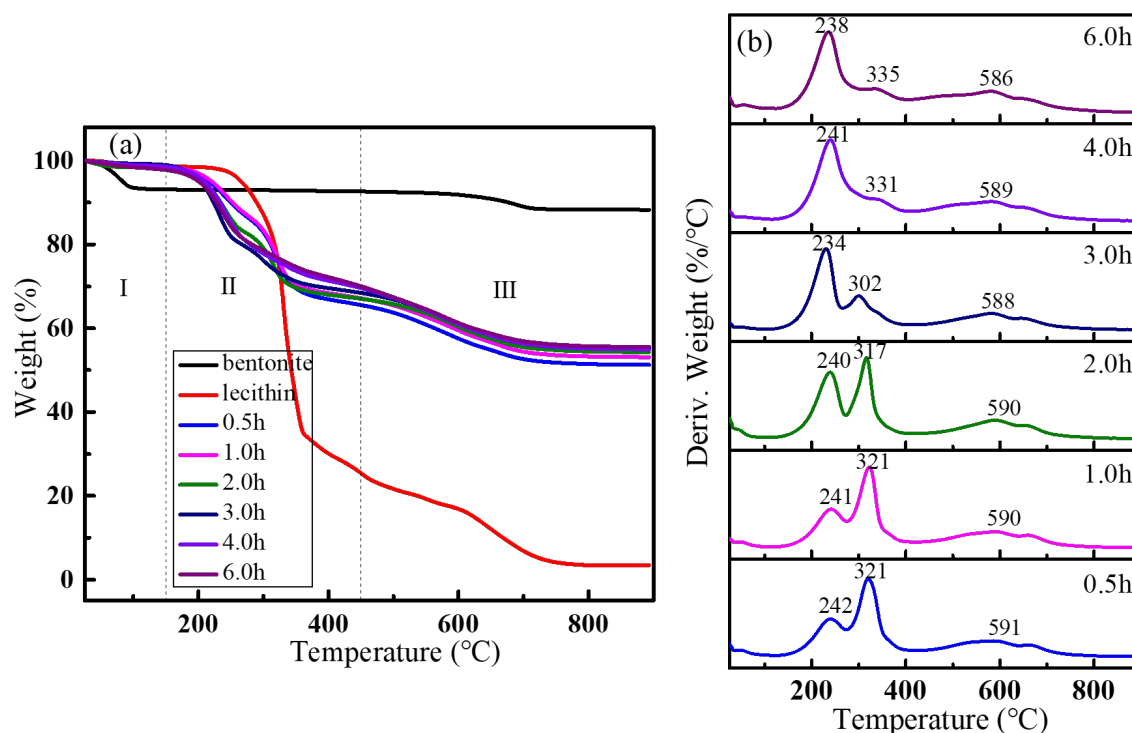 (a)
Weight (%)
100
80
60
40
20
0
I
II
III
bentonite
lecithin
0.5h
1.0h
2.0h
3.0h
4.0h
6.0h
200
400
600
800
Temperature (℃)
(b)
Deriv. Weight (%/℃)
238
335
586
6.0h
241
331
589
4.0h
234
302
588
3.0h
240
317
590
2.0h
241
321
590
1.0h
242
321
591
0.5h
200
400
600
800
Temperature (℃)